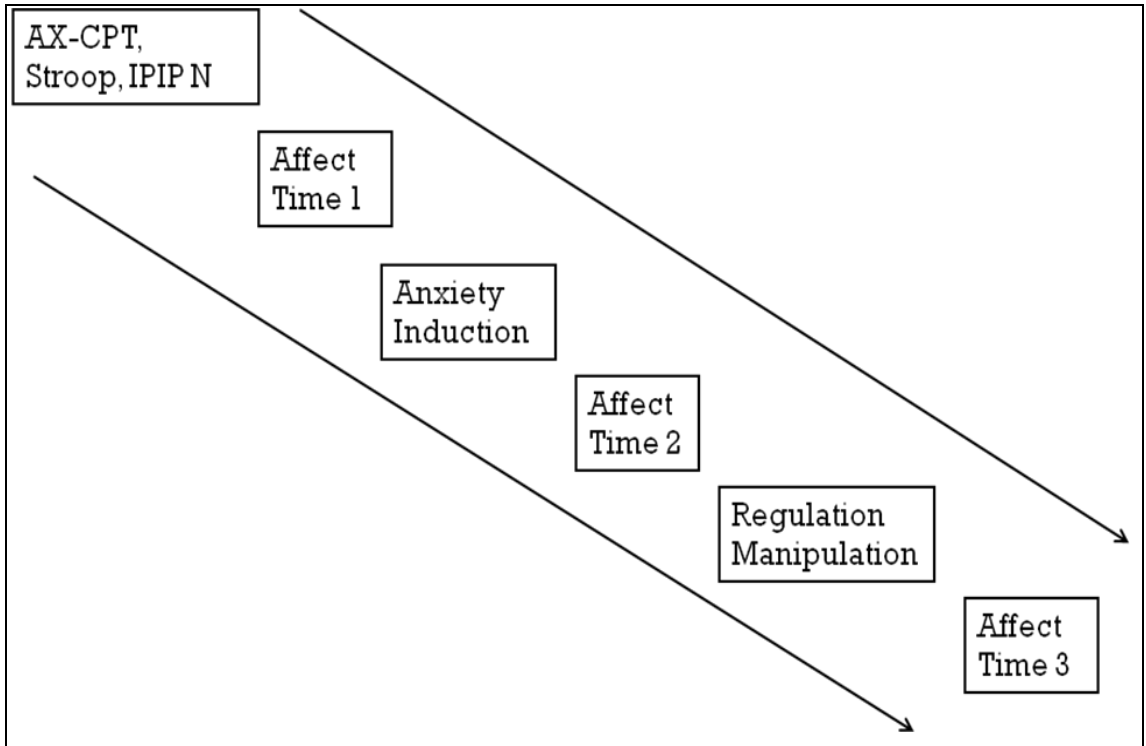 AX-CPT,
Stroop, IPIP N
Affect
Time 1
Anxiety
Induction
Affect
Time 2
Regulation
Manipulation
Affect
Time 3